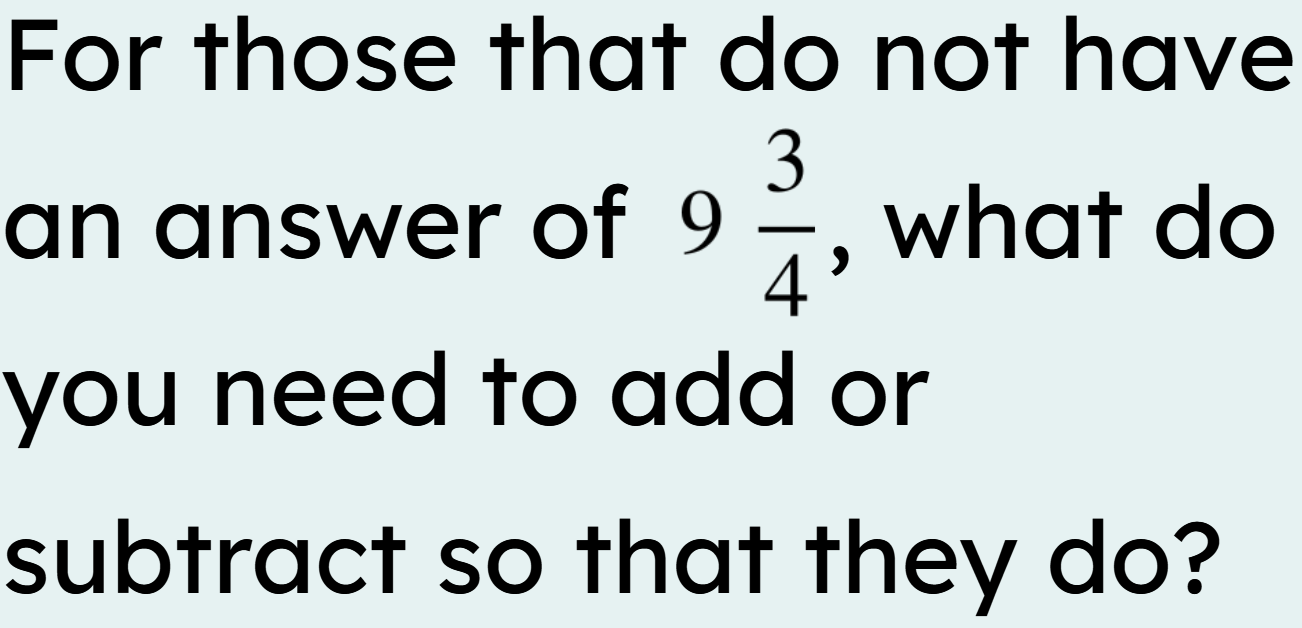 For those that do not have
an answer of 9 3/4, what do
you need to add or
subtract so that they do?